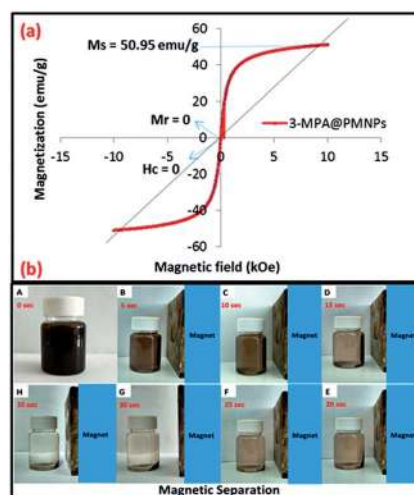 (a)
Ms = 50.95 emu/g
Magnetization (emu/g)
60
40
20
0
-20
-40
-60
Mr = 0
Hc = 0
3-MPA@PMNPs
-15 -10 -5 0 5 10 15
Magnetic field (kOe)
(b)
A B C D
0 sec 5 sec 10 sec 15 sec
Magnet Magnet Magnet
H G F E
sec 30 sec 25 sec 20 sec
Magnet Magnet Magnet Magnet
Magnetic Separation